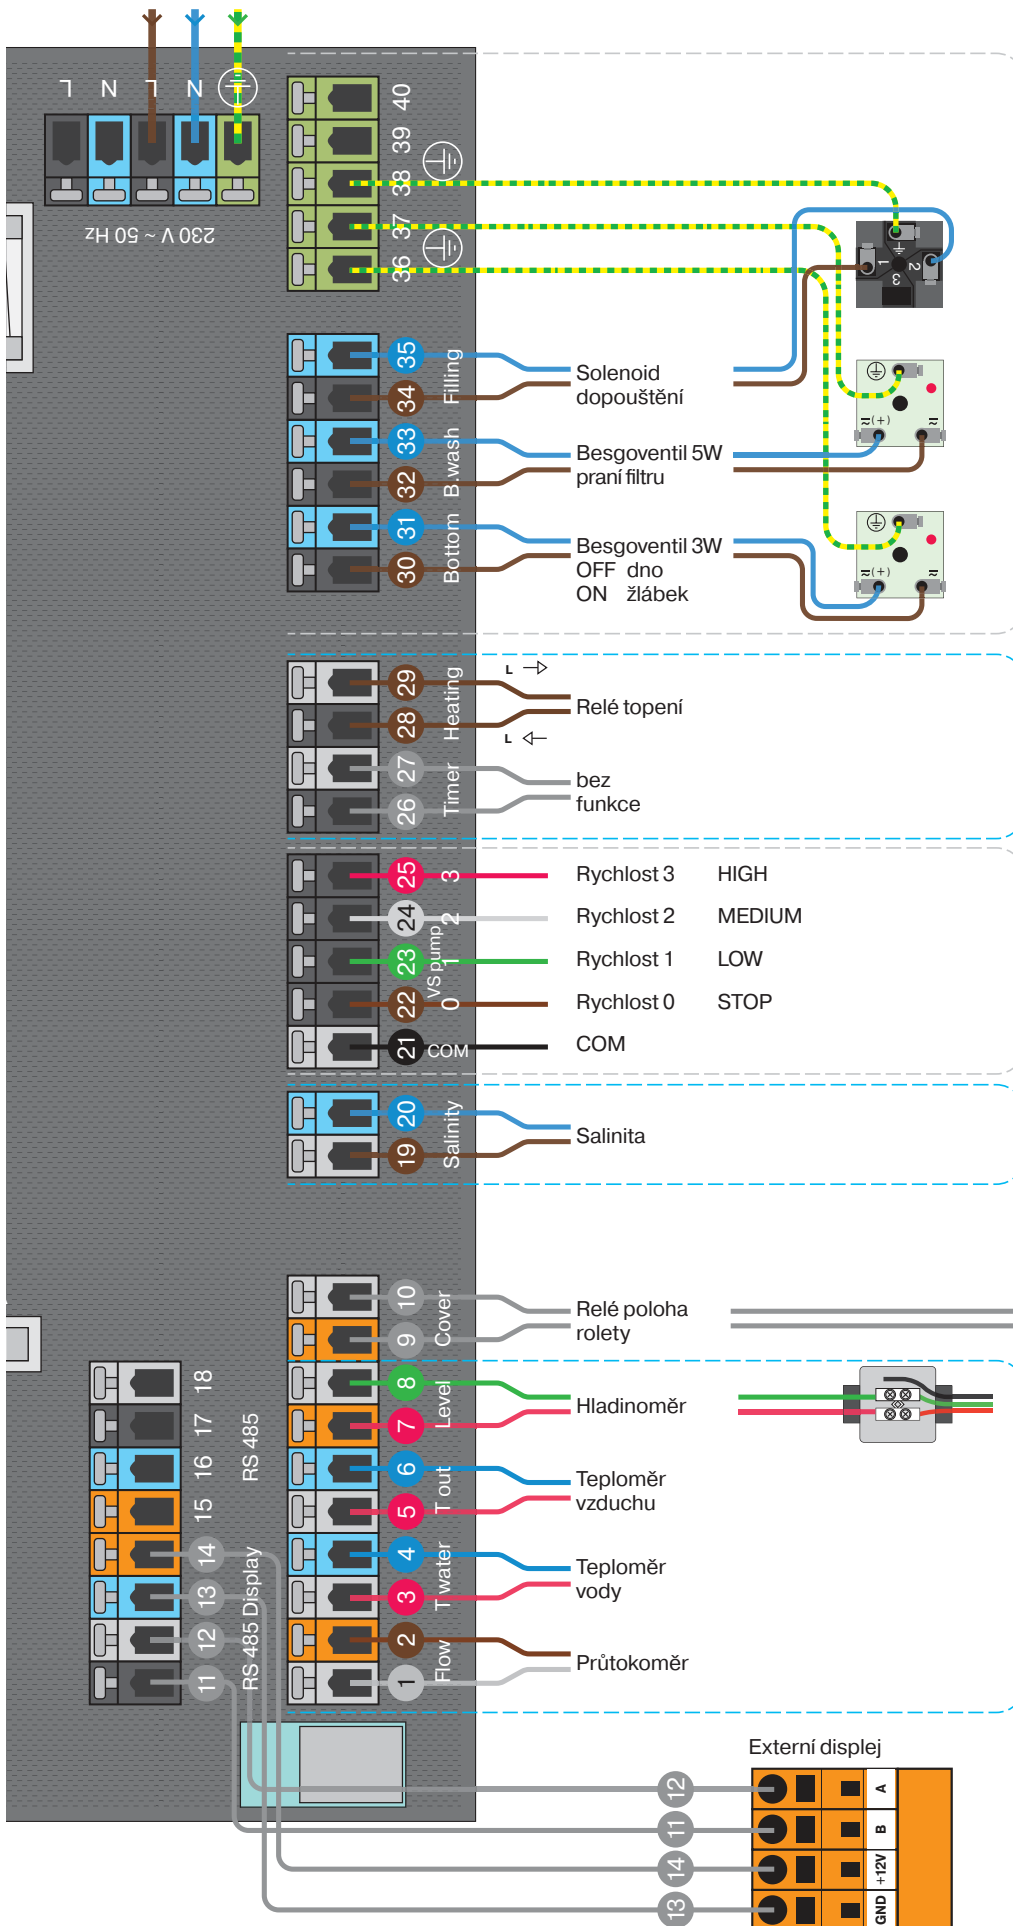 L N L N
230 V ~ 50 Hz
40
39
38
37
36
1 2 3
35
34
Filling
Solenoid
dopouštění
33
32
B.wash
Besgoventil 5W
praní filtru
≂(+) ≂
31
30
Bottom
Besgoventil 3W
OFF dno
ON žlábek
≂(+) ≂
29
28
Heating
L
Relé topení
L
27
26
Timer
bez
funkce
25 3 Rychlost 3 HIGH
24 2 Rychlost 2 MEDIUM
23 1 Rychlost 1 LOW
22 0 Rychlost 0 STOP
VS pump
21 COM COM
20
19
Salinity
Salinita
10
9
Cover
Relé poloha
rolety
8
7
Level
Hladinoměr
6
5
T out
Teploměr
vzduchu
4
3
T water
Teploměr
vody
2
1
Flow
Průtokoměr
18
17
16
15
RS 485
14
13
12
11
RS 485 Display
Externí displej
12 A
11 B
14 +12V
13 GND